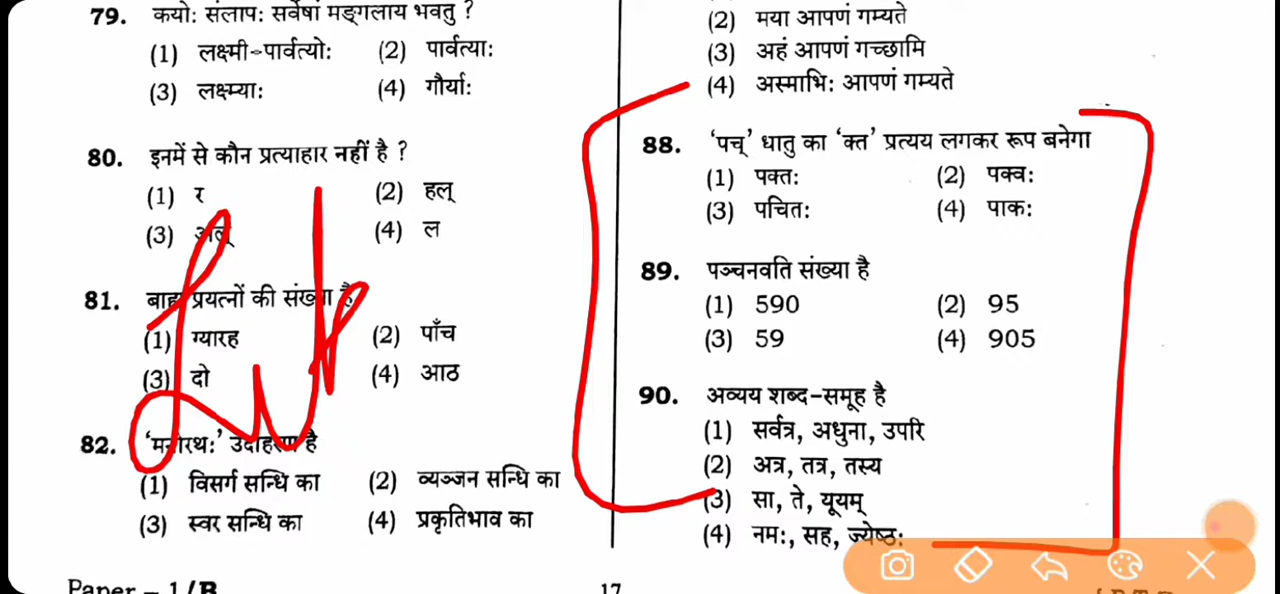 79. कयोः संलापः सर्वेषां मङ्गलाय भवतु ?
(1) लक्ष्मी-पार्वत्योः (2) पार्वत्याः
(3) लक्ष्म्याः (4) गौर्याः
80. इनमें से कौन प्रत्याहार नहीं है ?
(1) र (2) हल्
(3) अल् (4) ल
81. बाह्य प्रयत्नों की संख्या है
(1) ग्यारह (2) पाँच
(3) दो (4) आठ
82. 'मनोरथः' उदाहरण है
(1) विसर्ग सन्धि का (2) व्यञ्जन सन्धि का
(3) स्वर सन्धि का (4) प्रकृतिभाव का
Paper – 1/B
17
(2) मया आपणं गम्यते
(3) अहं आपणं गच्छामि
(4) अस्माभिः आपणं गम्यते
88. 'पच्' धातु का 'क्त' प्रत्यय लगकर रूप बनेगा
(1) पक्तः (2) पक्वः
(3) पचितः (4) पाकः
89. पञ्चनवति संख्या है
(1) 590 (2) 95
(3) 59 (4) 905
90. अव्यय शब्द-समूह है
(1) सर्वत्र, अधुना, उपरि
(2) अत्र, तत्र, तस्य
(3) सा, ते, यूयम्
(4) नमः, सह, ज्येष्ठः